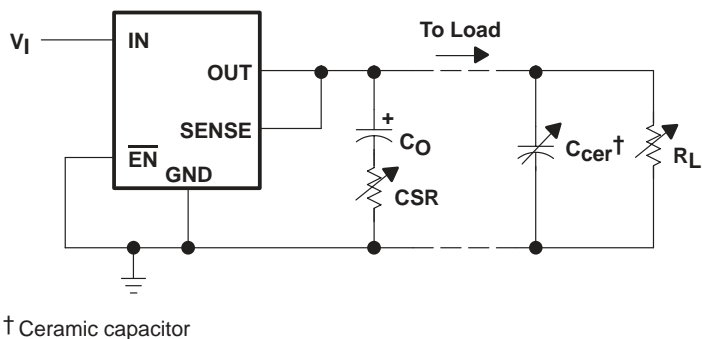 To Load
VI
IN
OUT
SENSE
EN
GND
+
CO
CSR
Ccer†
RL
† Ceramic capacitor